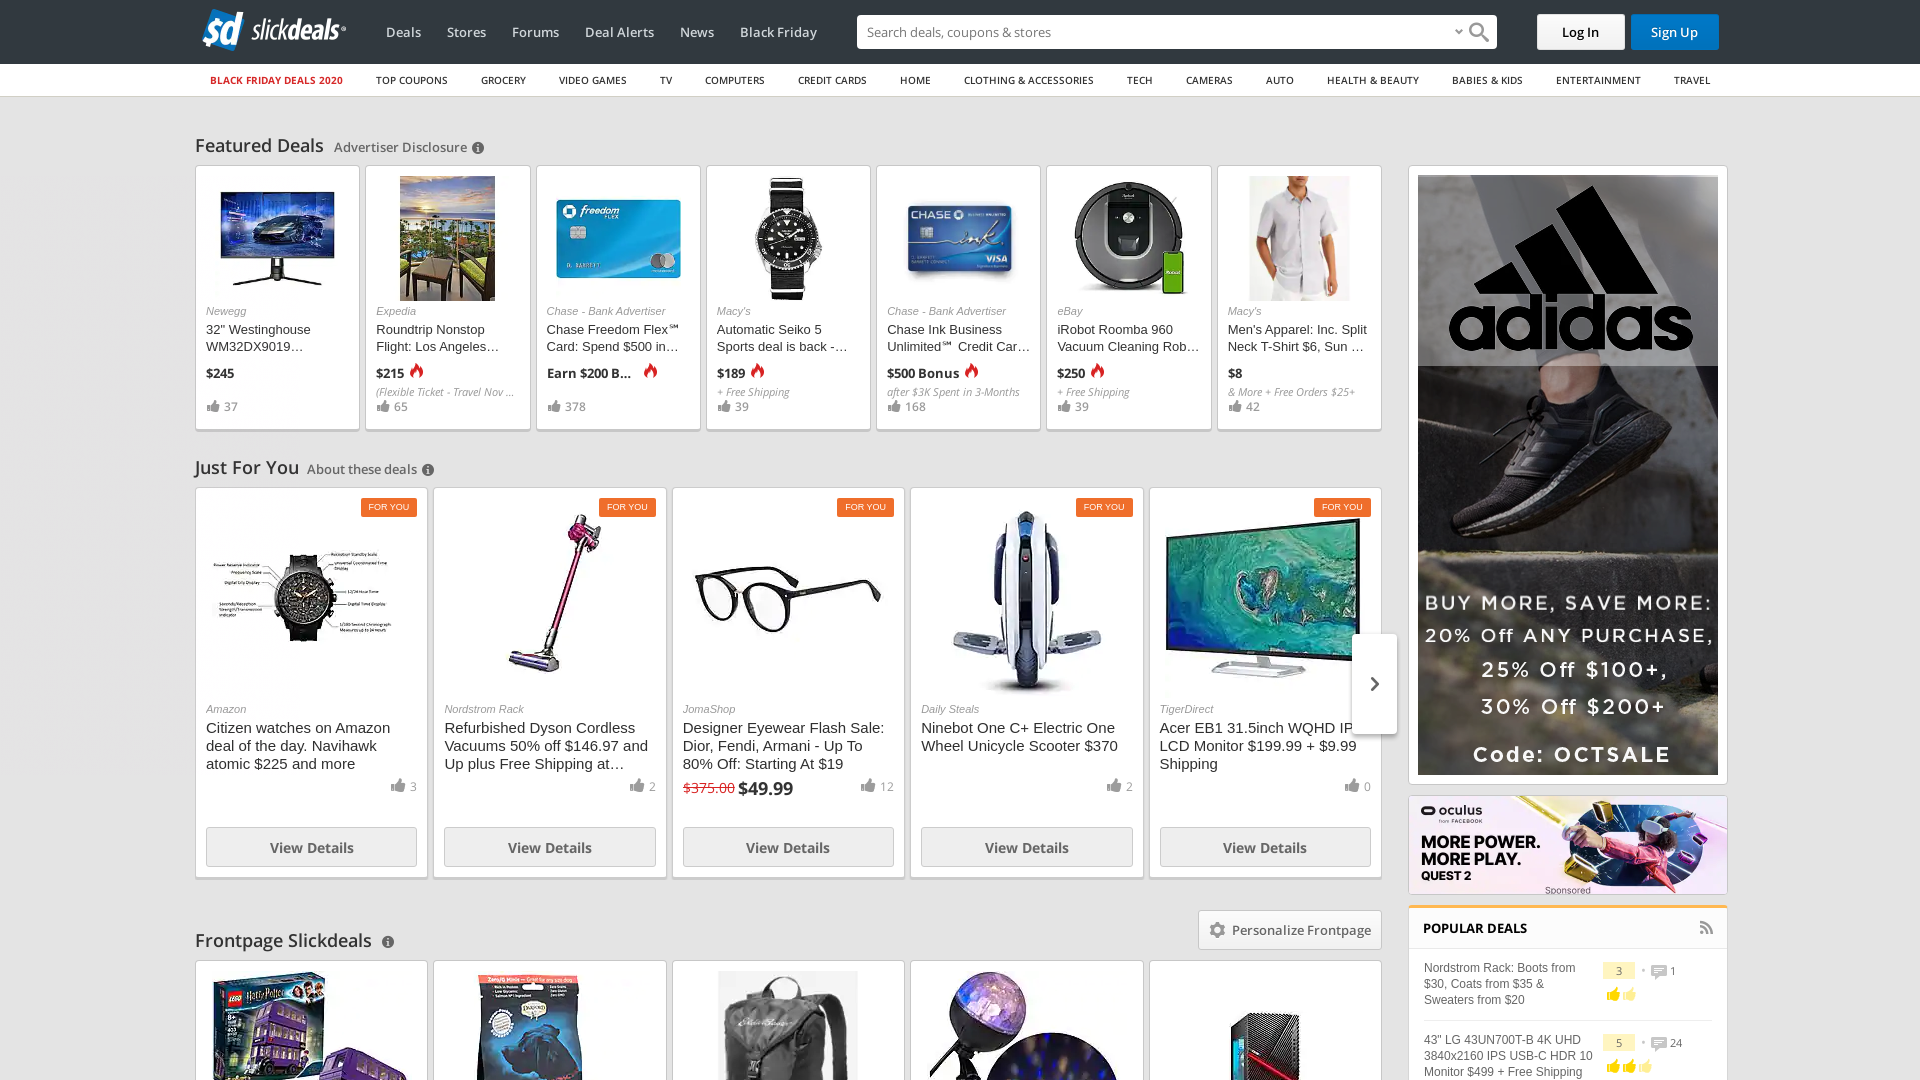 slickdeals
Deals
Stores
Forums
Deal Alerts
News
Black Friday
Search deals, coupons & stores
Log In
Sign Up
BLACK FRIDAY DEALS 2020
TOP COUPONS
GROCERY
VIDEO GAMES
TV
COMPUTERS
CREDIT CARDS
HOME
CLOTHING & ACCESSORIES
TECH
CAMERAS
AUTO
HEALTH & BEAUTY
BABIES & KIDS
ENTERTAINMENT
TRAVEL
Featured Deals
Advertiser Disclosure
Newegg
32" Westinghouse
WM32DX9019…
$245
37
Expedia
Roundtrip Nonstop
Flight: Los Angeles…
$215
(Flexible Ticket - Travel Nov ...
65
freedom
FLEX
Chase - Bank Advertiser
Chase Freedom Flex℠
Card: Spend $500 in…
Earn $200 B...
378
Macy's
Automatic Seiko 5
Sports deal is back -…
$189
+ Free Shipping
39
CHASE
ink.
VISA
Chase - Bank Advertiser
Chase Ink Business
Unlimited℠ Credit Car…
$500 Bonus
after $3K Spent in 3-Months
168
eBay
iRobot Roomba 960
Vacuum Cleaning Rob…
$250
+ Free Shipping
39
Macy's
Men's Apparel: Inc. Split
Neck T-Shirt $6, Sun …
$8
& More + Free Orders $25+
42
Just For You
About these deals
FOR YOU
Amazon
Citizen watches on Amazon
deal of the day. Navihawk
atomic $225 and more
3
View Details
FOR YOU
Nordstrom Rack
Refurbished Dyson Cordless
Vacuums 50% off $146.97 and
Up plus Free Shipping at…
2
View Details
FOR YOU
JomaShop
Designer Eyewear Flash Sale:
Dior, Fendi, Armani - Up To
80% Off: Starting At $19
$375.00 $49.99
12
View Details
FOR YOU
Daily Steals
Ninebot One C+ Electric One
Wheel Unicycle Scooter $370
2
View Details
FOR YOU
TigerDirect
Acer EB1 31.5inch WQHD IP
LCD Monitor $199.99 + $9.99
Shipping
0
View Details
Frontpage Slickdeals
Personalize Frontpage
LEGO
Harry Potter
8+
adidas
BUY MORE, SAVE MORE:
20% Off ANY PURCHASE,
25% Off $100+,
30% Off $200+
Code: OCTSALE
oculus
from FACEBOOK
MORE POWER.
MORE PLAY.
QUEST 2
Sponsored
POPULAR DEALS
Nordstrom Rack: Boots from
$30, Coats from $35 &
Sweaters from $20
3
1
43" LG 43UN700T-B 4K UHD
3840x2160 IPS USB-C HDR 10
Monitor $499 + Free Shipping
5
24